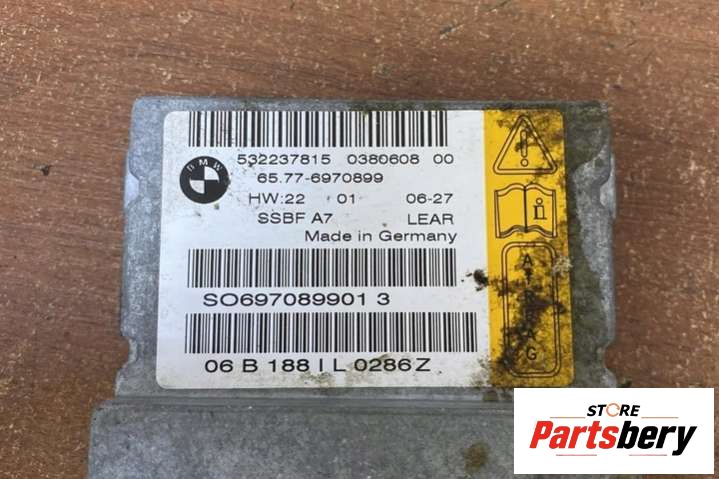 BMW
532237815 0380608 00
65.77-6970899
HW:22 01 06-27
SSBF A7 LEAR
Made in Germany
SO697089901 3
06 B 188 I L 0286Z
STORE
Partsbery